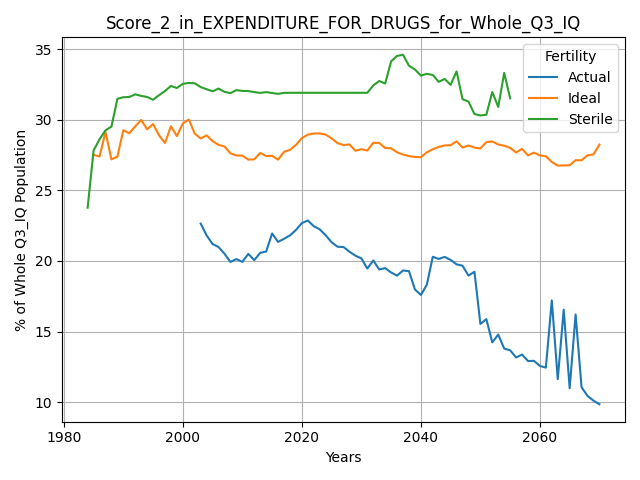 Score_2_in_EXPENDITURE_FOR_DRUGS_for_Whole_Q3_IQ
35
30
25
20
15
10
% of Whole Q3_IQ Population
Fertility
Actual
Ideal
Sterile
1980
2000
2020
2040
2060
Years